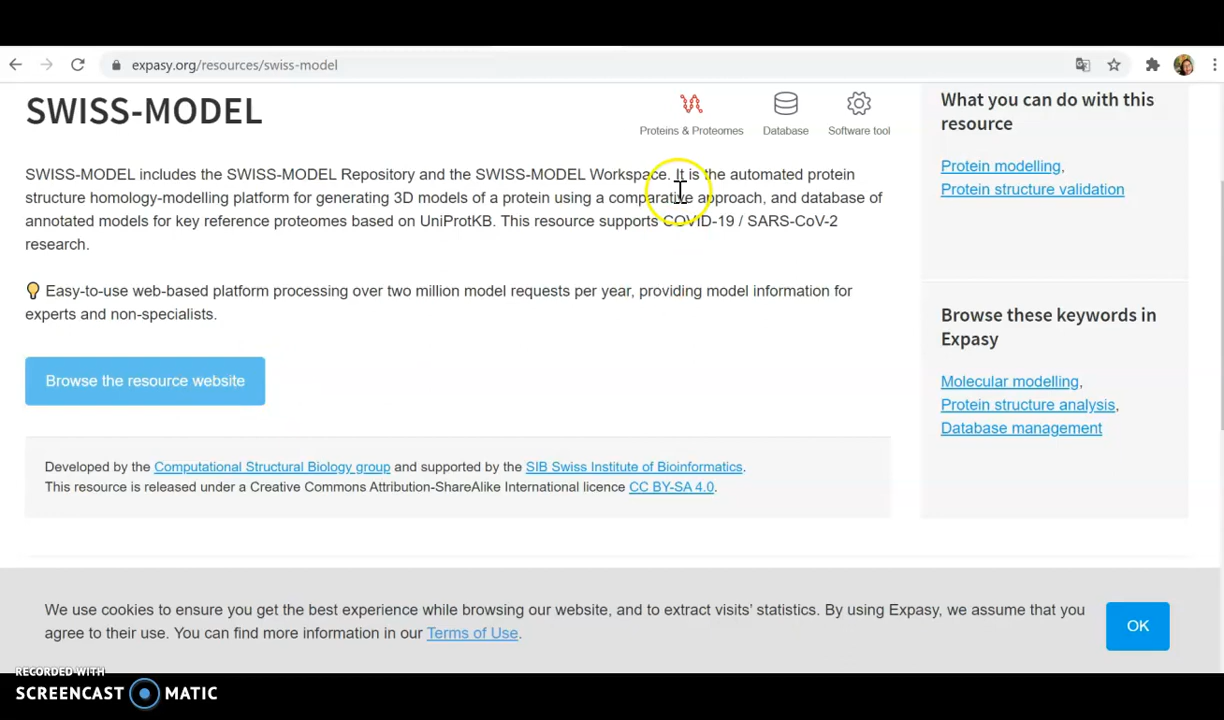 expasy.org/resources/swiss-model
SWISS-MODEL
Proteins & Proteomes
Database
Software tool
SWISS-MODEL includes the SWISS-MODEL Repository and the SWISS-MODEL Workspace. It is the automated protein
structure homology-modelling platform for generating 3D models of a protein using a comparative approach, and database of
annotated models for key reference proteomes based on UniProtKB. This resource supports COVID-19 / SARS-CoV-2
research.
Easy-to-use web-based platform processing over two million model requests per year, providing model information for
experts and non-specialists.
Browse the resource website
Developed by the Computational Structural Biology group and supported by the SIB Swiss Institute of Bioinformatics.
This resource is released under a Creative Commons Attribution-ShareAlike International licence CC BY-SA 4.0.
What you can do with this
resource
Protein modelling,
Protein structure validation
Browse these keywords in
Expasy
Molecular modelling,
Protein structure analysis,
Database management
We use cookies to ensure you get the best experience while browsing our website, and to extract visits’ statistics. By using Expasy, we assume that you
agree to their use. You can find more information in our Terms of Use.
OK
RECORDED WITH
SCREENCAST MATIC